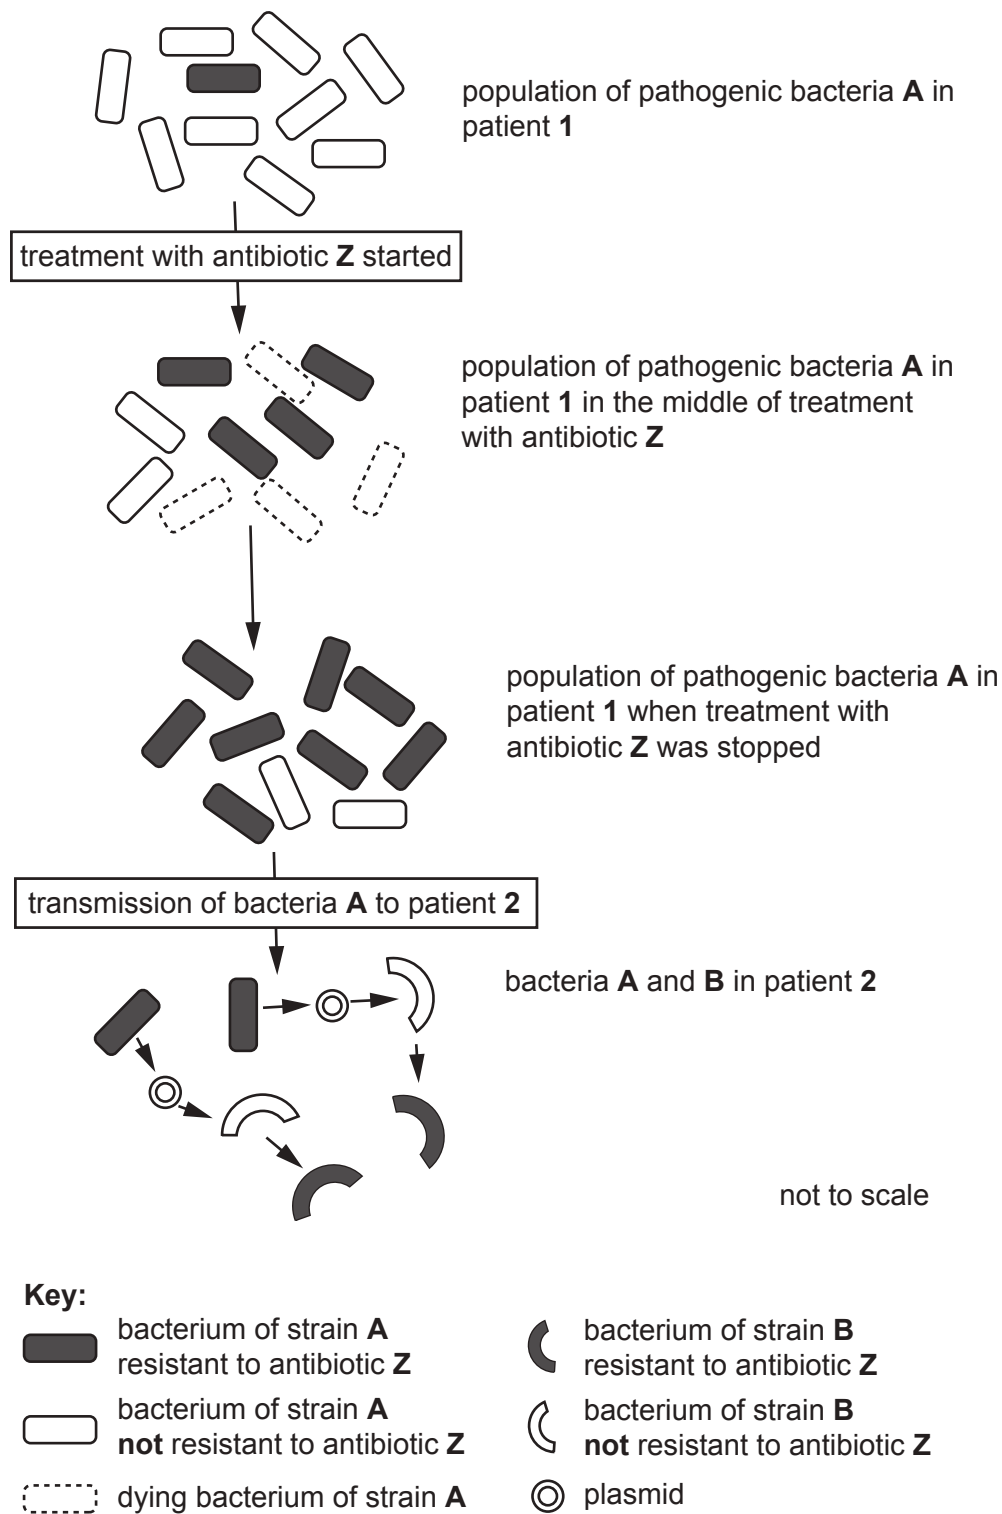 population of pathogenic bacteria A in
patient 1
treatment with antibiotic Z started
population of pathogenic bacteria A in
patient 1 in the middle of treatment
with antibiotic Z
population of pathogenic bacteria A in
patient 1 when treatment with
antibiotic Z was stopped
transmission of bacteria A to patient 2
bacteria A and B in patient 2
not to scale
Key:
bacterium of strain A
resistant to antibiotic Z
bacterium of strain B
resistant to antibiotic Z
bacterium of strain A
not resistant to antibiotic Z
bacterium of strain B
not resistant to antibiotic Z
dying bacterium of strain A
plasmid